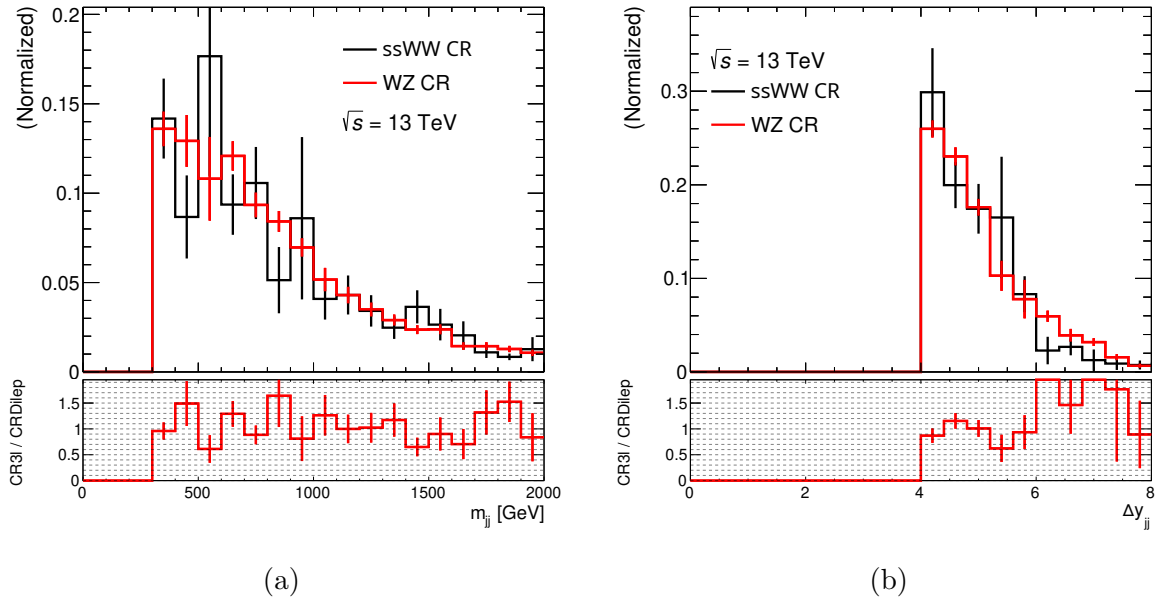 (Normalized)
0.2
0.15
0.1
0.05
0
ssWW CR
WZ CR
√s = 13 TeV
CR3l / CRDilep
1.5
1
0.5
0
0 500 1000 1500 2000
m_jj [GeV]
(a)
(Normalized)
0.3
0.2
0.1
0
√s = 13 TeV
ssWW CR
WZ CR
CR3l / CRDilep
1.5
1
0.5
0
0 2 4 6 8
Δy_jj
(b)